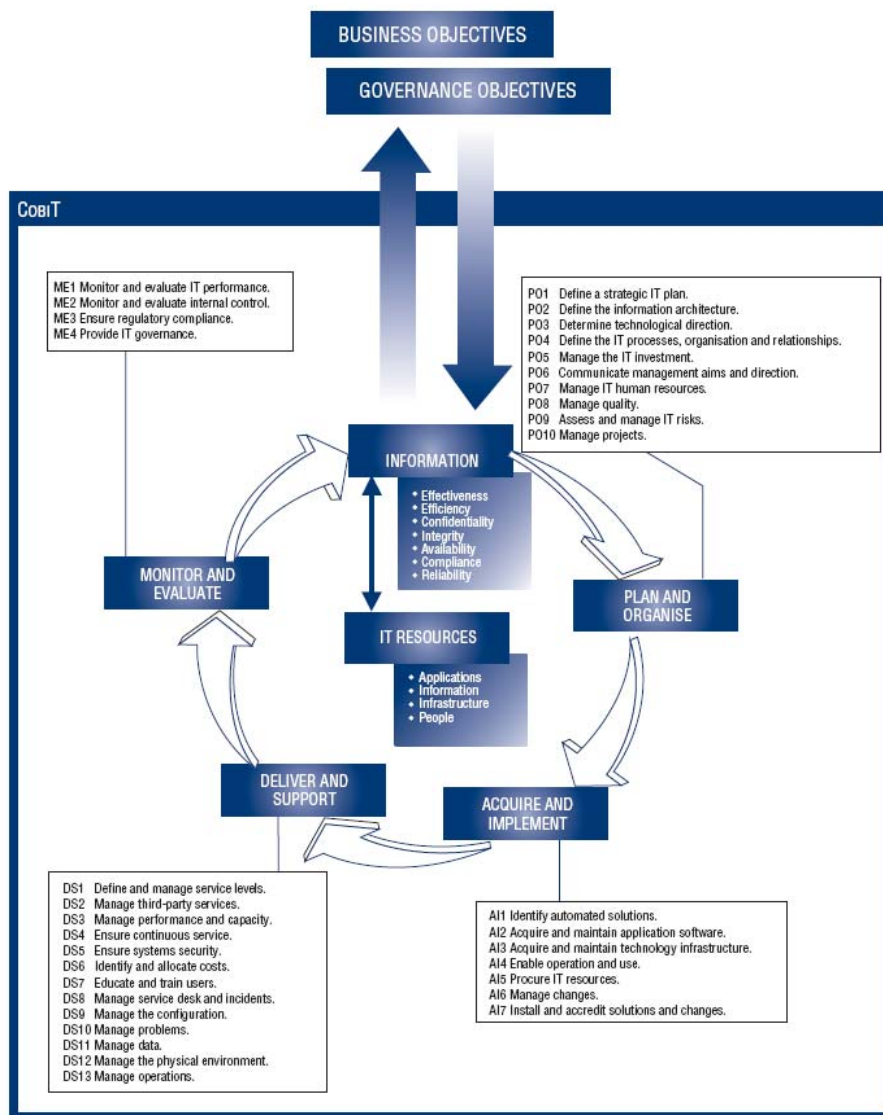 BUSINESS OBJECTIVES
GOVERNANCE OBJECTIVES
COBIT
ME1 Monitor and evaluate IT performance.
ME2 Monitor and evaluate internal control.
ME3 Ensure regulatory compliance.
ME4 Provide IT governance.
PO1 Define a strategic IT plan.
PO2 Define the information architecture.
PO3 Determine technological direction.
PO4 Define the IT processes, organisation and relationships.
PO5 Manage the IT investment.
PO6 Communicate management aims and direction.
PO7 Manage IT human resources.
PO8 Manage quality.
PO9 Assess and manage IT risks.
PO10 Manage projects.
INFORMATION
Effectiveness
Efficiency
Confidentiality
Integrity
Availability
Compliance
Reliability
MONITOR AND
EVALUATE
PLAN AND
ORGANISE
IT RESOURCES
Applications
Information
Infrastructure
People
DELIVER AND
SUPPORT
ACQUIRE AND
IMPLEMENT
DS1 Define and manage service levels.
DS2 Manage third-party services.
DS3 Manage performance and capacity.
DS4 Ensure continuous service.
DS5 Ensure systems security.
DS6 Identify and allocate costs.
DS7 Educate and train users.
DS8 Manage service desk and incidents.
DS9 Manage the configuration.
DS10 Manage problems.
DS11 Manage data.
DS12 Manage the physical environment.
DS13 Manage operations.
AI1 Identify automated solutions.
AI2 Acquire and maintain application software.
AI3 Acquire and maintain technology infrastructure.
AI4 Enable operation and use.
AI5 Procure IT resources.
AI6 Manage changes.
AI7 Install and accredit solutions and changes.